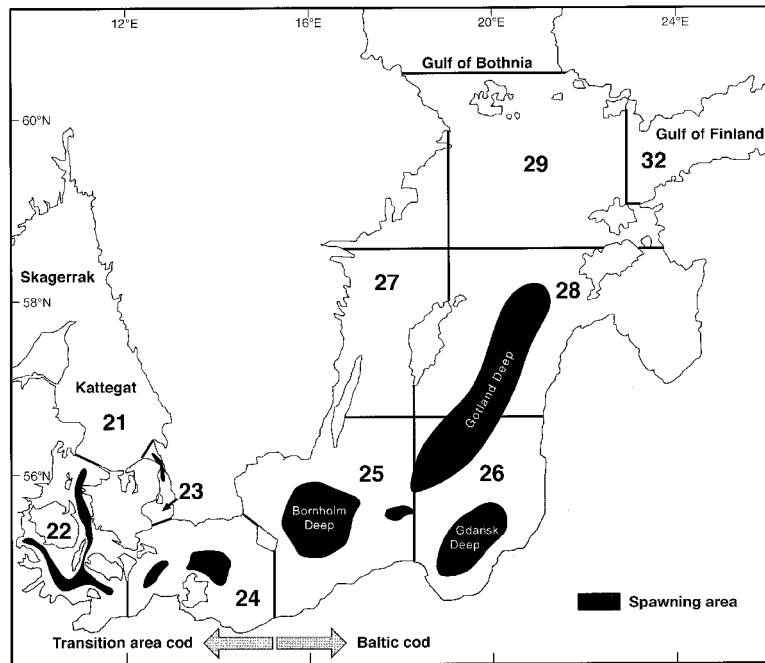 12°E
16°E
20°E
24°E
Gulf of Bothnia
60°N
Gulf of Finland
29
32
Skagerrak
27
28
58°N
Gotland Deep
Kattegat
21
25
26
56°N
23
22
Bornholm
Deep
Gdańsk
Deep
24
Spawning area
Transition area cod
Baltic cod